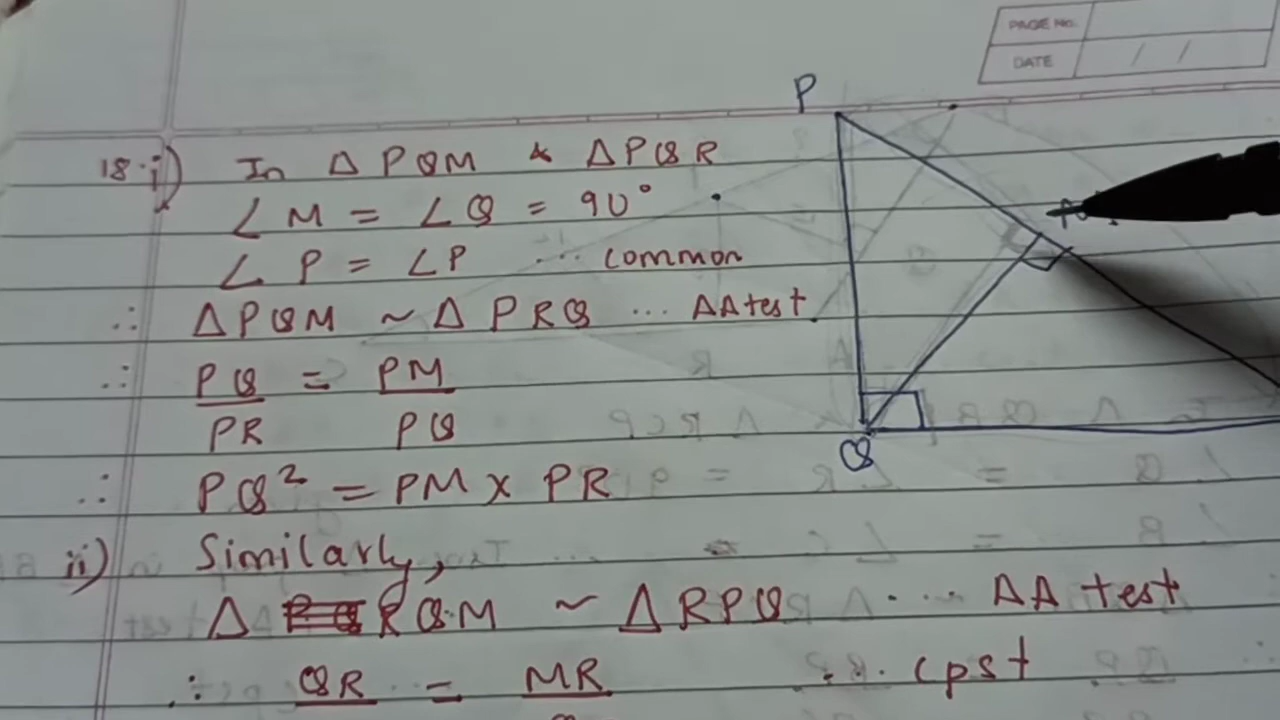 PAGE No.
DATE / /
P
18.i) In Δ PQM & Δ PQR
∠ M = ∠ Q = 90°
∠ P = ∠ P ... common
∴ Δ PQM ~ Δ PRQ ... AA test
∴ PQ = PM
PR PQ
Q
∴ PQ² = PM x PR
ii) Similarly,
Δ RQM ~ Δ RPQ .... AA test
∴ QR = MR ... cpst